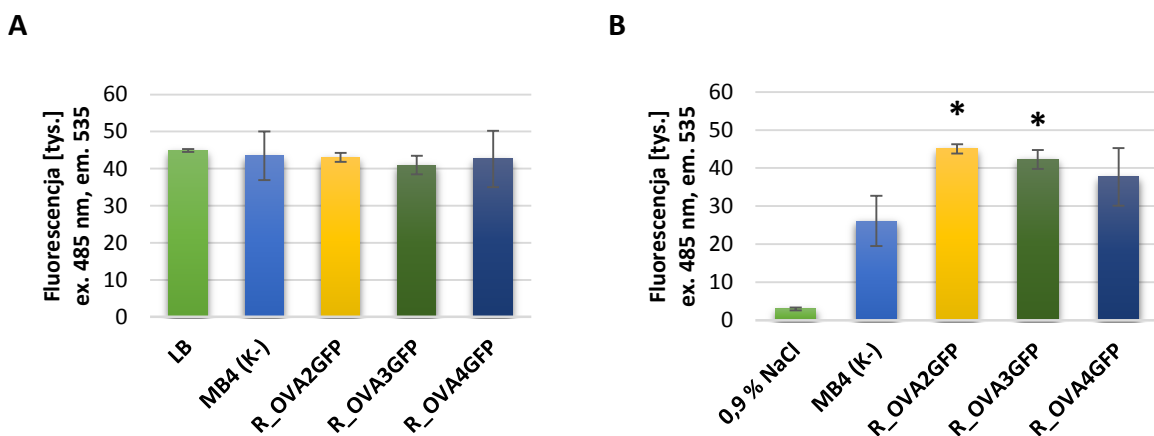 A
Fluorescencja [tys.]
ex. 485 nm, em. 535
60
50
40
30
20
10
0
LB
MB4 (K-)
R_OVA2GFP
R_OVA3GFP
R_OVA4GFP
B
Fluorescencja [tys.]
ex. 485 nm, em. 535
60
50
40
30
20
10
0
*
*
0,9 % NaCl
MB4 (K-)
R_OVA2GFP
R_OVA3GFP
R_OVA4GFP